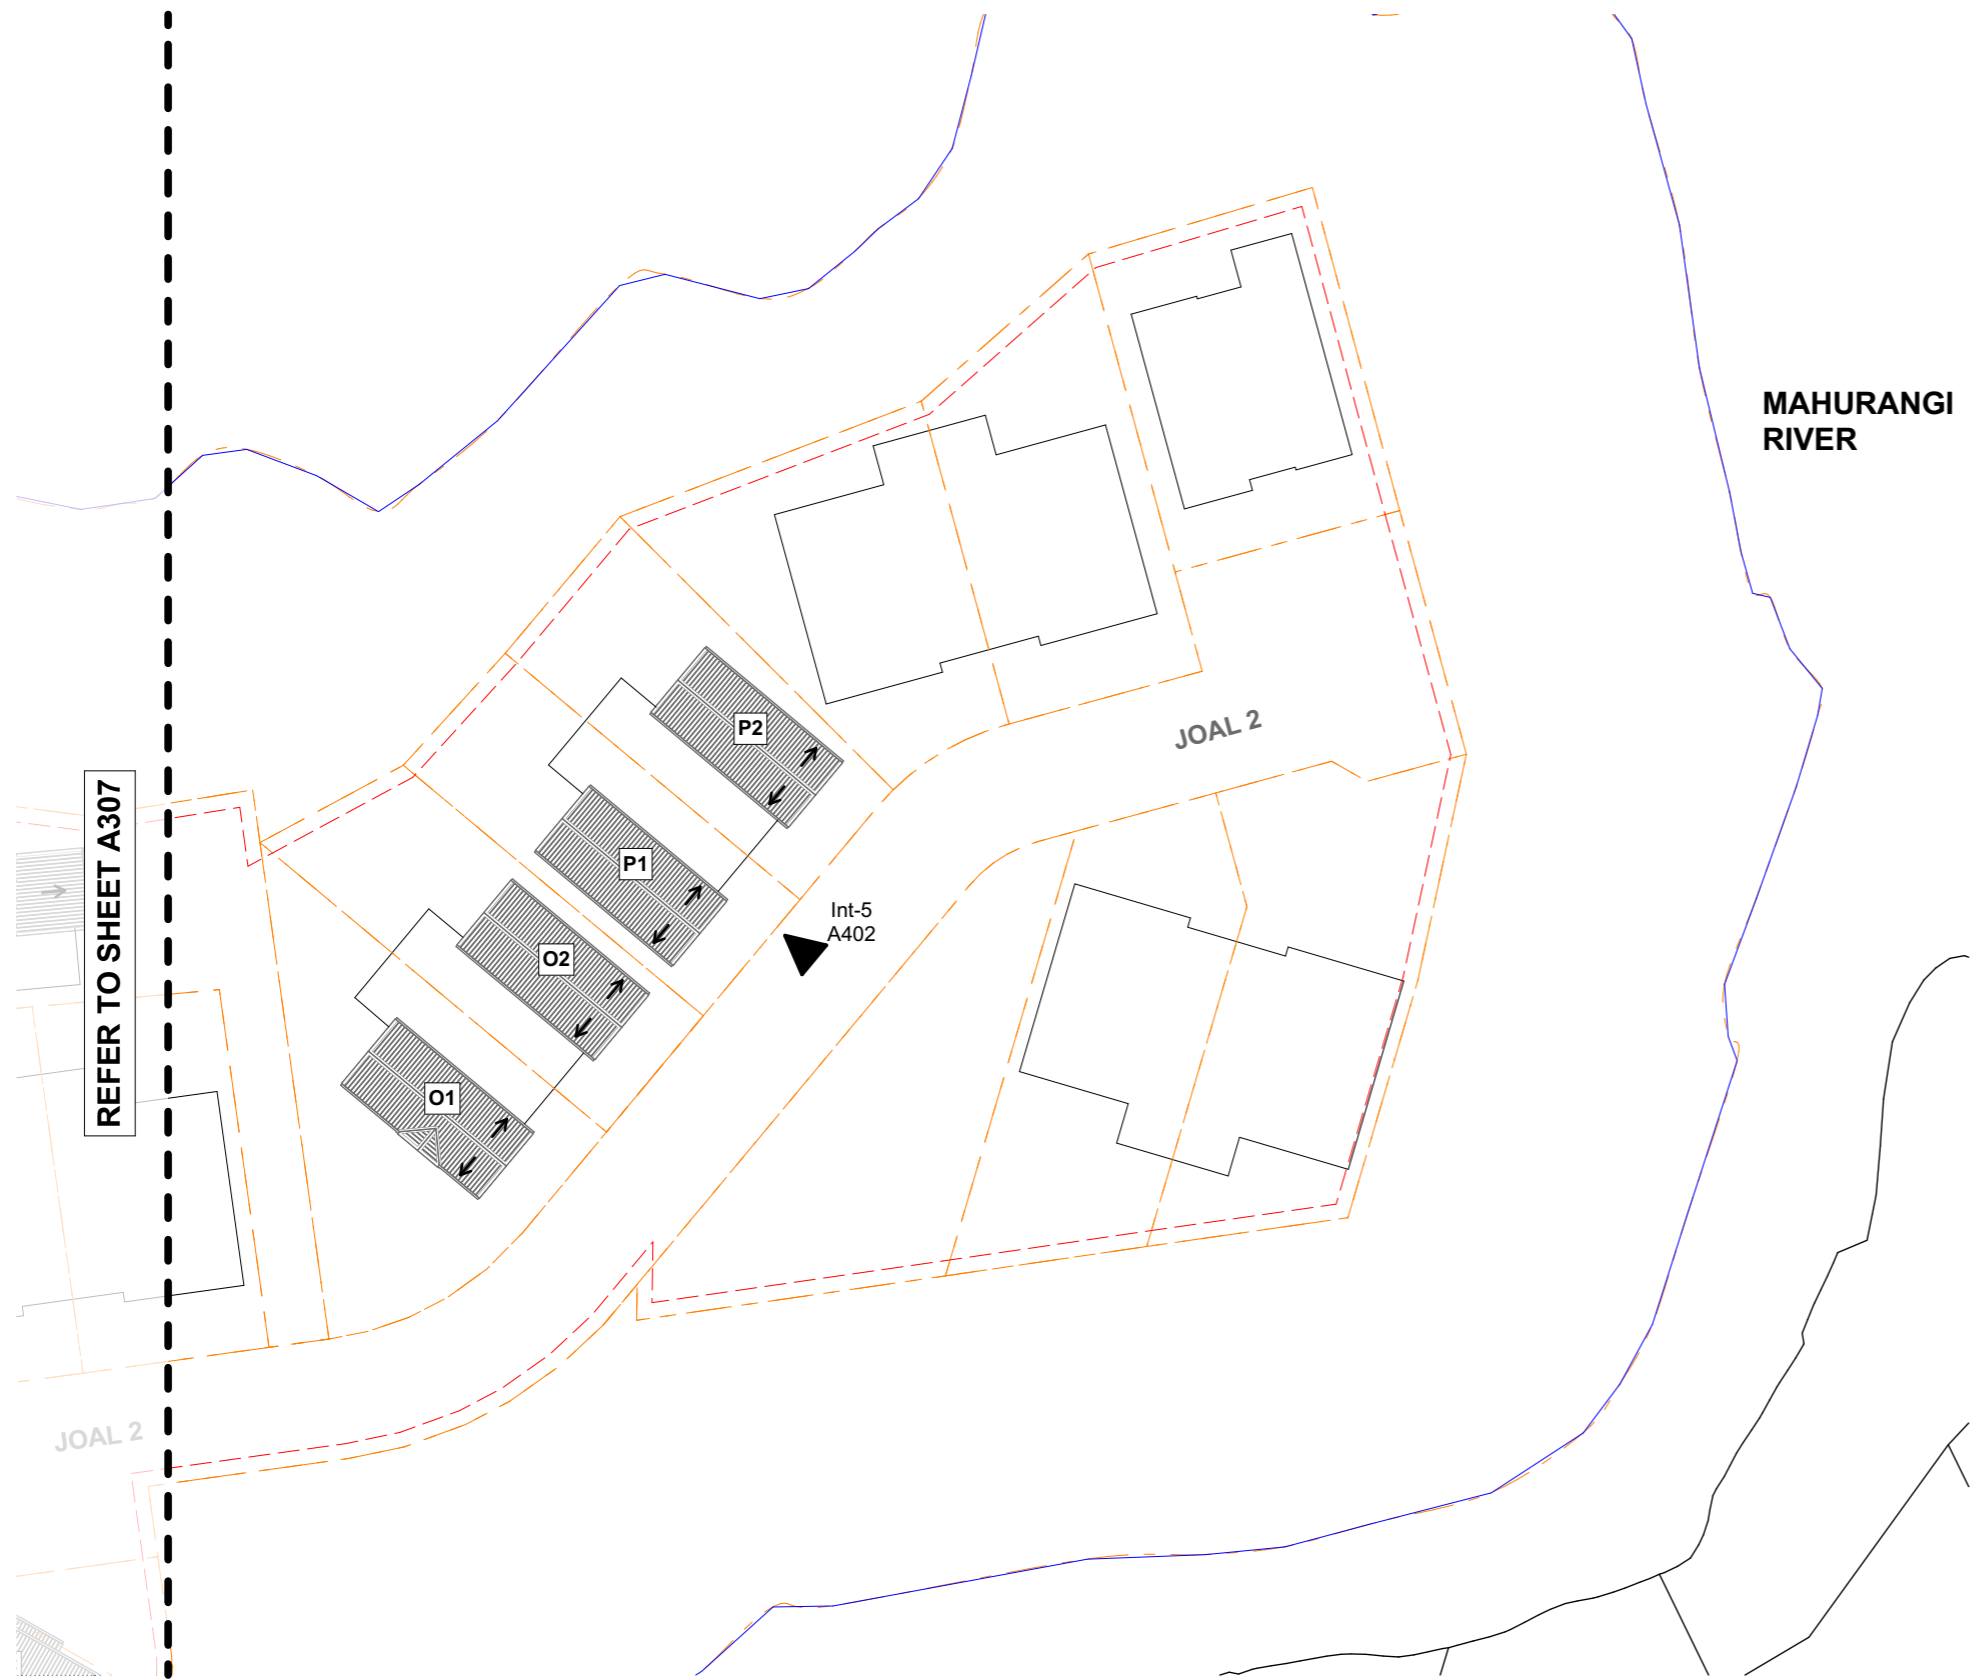 MAHURANGI
RIVER
P2
JOAL 2
REFER TO SHEET A307
P1
Int-5
A402
O2
O1
JOAL 2